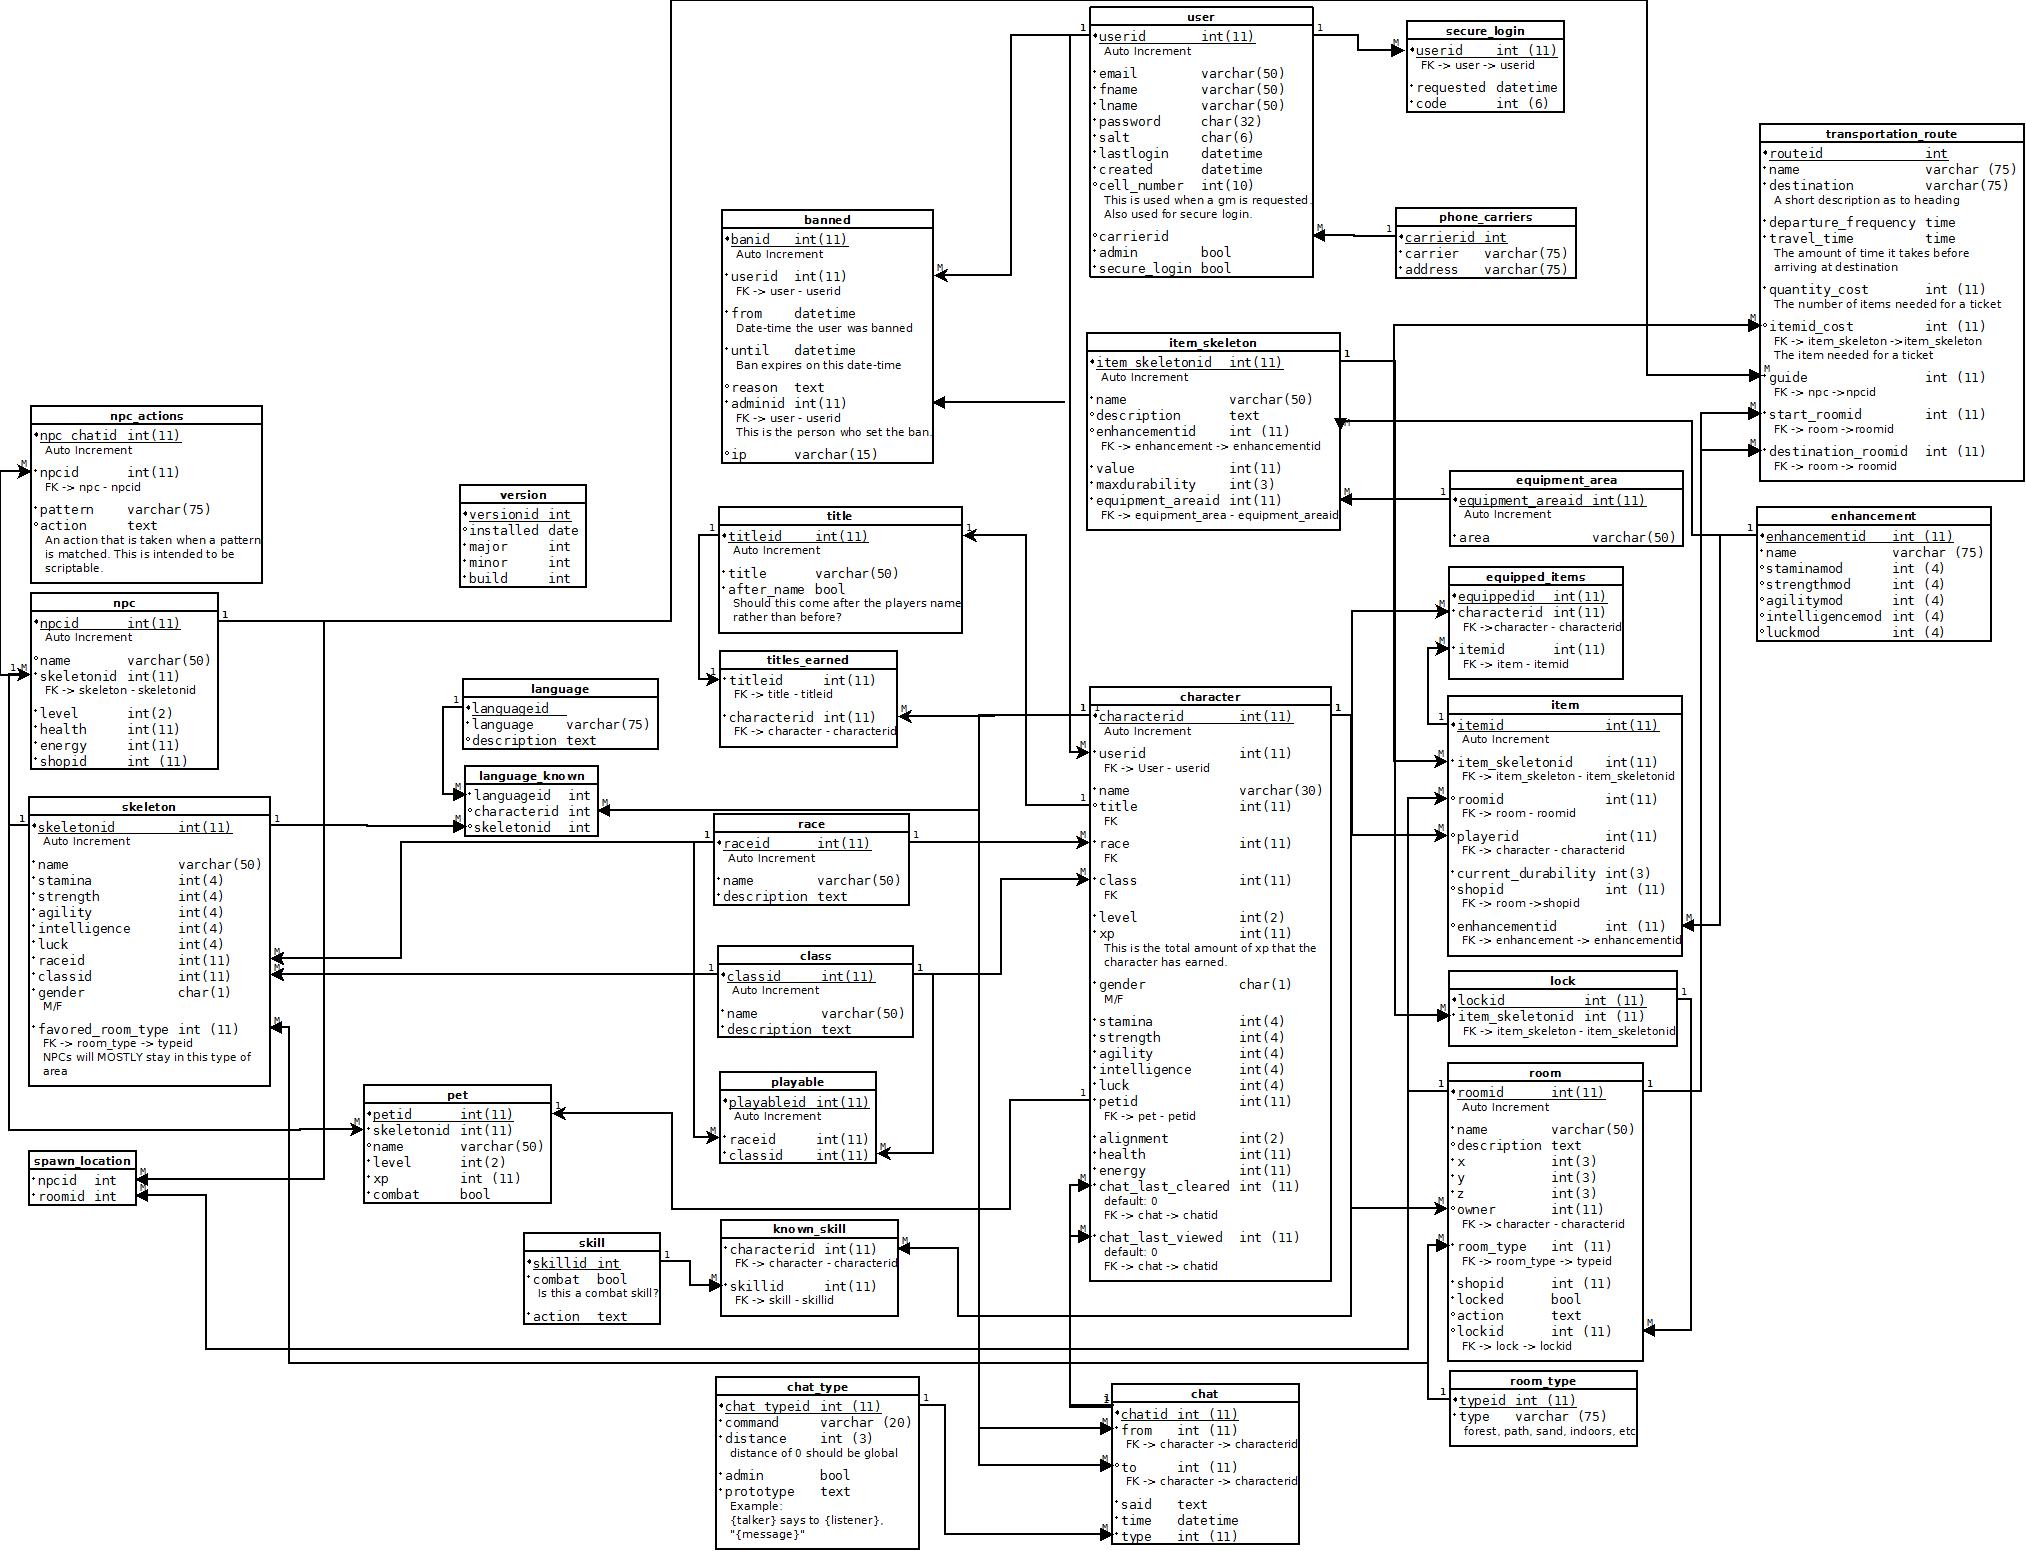 user
userid int(11)
Auto Increment
email varchar(50)
fname varchar(50)
lname varchar(50)
password char(32)
salt char(6)
lastlogin datetime
created datetime
cell_number int(10)
This is used when a gm is requested.
Also used for secure login.
carrierid
admin bool
secure_login bool
secure_login
userid int (11)
FK -> user -> userid
requested datetime
code int (6)
transportation_route
routeid int
name varchar (75)
destination varchar(75)
A short description as to heading
departure_frequency time
travel_time time
The amount of time it takes before
arriving at destination
quantity_cost int (11)
The number of items needed for a ticket
itemid_cost int (11)
FK -> item_skeleton ->item_skeleton
The item needed for a ticket
guide int (11)
FK -> npc ->npcid
start_roomid int (11)
FK -> room ->roomid
destination_roomid int (11)
FK -> room -> roomid
banned
banid int(11)
Auto Increment
userid int(11)
FK -> user - userid
from datetime
Date-time the user was banned
until datetime
Ban expires on this date-time
reason text
adminid int(11)
FK -> user - userid
This is the person who set the ban.
ip varchar(15)
phone_carriers
carrierid int
carrier varchar(75)
address varchar(75)
item_skeleton
item_skeletonid int(11)
Auto Increment
name varchar(50)
description text
enhancementid int (11)
FK -> enhancement -> enhancementid
value int(11)
maxdurability int(3)
equipment_areaid int(11)
FK -> equipment_area - equipment_areaid
npc_actions
npc_chatid int(11)
Auto Increment
npcid int(11)
FK -> npc - npcid
pattern varchar(75)
action text
An action that is taken when a pattern
is matched. This is intended to be
scriptable.
version
versionid int
installed date
major int
minor int
build int
title
titleid int(11)
Auto Increment
title varchar(50)
after_name bool
Should this come after the players name
rather than before?
equipment_area
equipment_areaid int(11)
Auto Increment
area varchar(50)
enhancement
enhancementid int (11)
name varchar (75)
staminamod int (4)
strengthmod int (4)
agilitymod int (4)
intelligencemod int (4)
luckmod int (4)
equipped_items
equippedid int(11)
characterid int(11)
FK ->character - characterid
itemid int(11)
FK -> item - itemid
npc
npcid int(11)
Auto Increment
name varchar(50)
skeletonid int(11)
FK -> skeleton - skeletonid
level int(2)
health int(11)
energy int(11)
shopid int (11)
titles_earned
titleid int(11)
FK -> title - titleid
characterid int(11)
FK -> character - characterid
language
languageid
language varchar(75)
description text
language_known
languageid int
characterid int
skeletonid int
character
characterid int(11)
Auto Increment
userid int(11)
FK -> User - userid
name varchar(30)
title int(11)
FK
race int(11)
FK
class int(11)
FK
level int(2)
xp int(11)
This is the total amount of xp that the
character has earned.
gender char(1)
M/F
stamina int(4)
strength int(4)
agility int(4)
intelligence int(4)
luck int(4)
petid int(11)
FK -> pet - petid
alignment int(2)
health int(11)
energy int(11)
chat_last_cleared int (11)
default: 0
FK -> chat -> chatid
chat_last_viewed int (11)
default: 0
FK -> chat -> chatid
item
itemid int(11)
Auto Increment
item_skeletonid int(11)
FK -> item_skeleton - item_skeletonid
roomid int(11)
FK -> room - roomid
playerid int(11)
FK -> character - characterid
current_durability int(3)
shopid int (11)
FK -> room ->shopid
enhancementid int (11)
FK -> enhancement -> enhancementid
skeleton
skeletonid int(11)
Auto Increment
name varchar(50)
stamina int(4)
strength int(4)
agility int(4)
intelligence int(4)
luck int(4)
raceid int(11)
classid int(11)
gender char(1)
M/F
favored_room_type int (11)
FK -> room_type -> typeid
NPCs will MOSTLY stay in this type of
area
race
raceid int(11)
Auto Increment
name varchar(50)
description text
class
classid int(11)
Auto Increment
name varchar(50)
description text
lock
lockid int (11)
item_skeletonid int (11)
FK -> item_skeleton - item_skeletonid
playable
playableid int(11)
Auto Increment
raceid int(11)
classid int(11)
pet
petid int(11)
skeletonid int(11)
name varchar(50)
level int(2)
xp int (11)
combat bool
room
roomid int(11)
Auto Increment
name varchar(50)
description text
x int(3)
y int(3)
z int(3)
owner int(11)
FK -> character - characterid
room_type int (11)
FK -> room_type -> typeid
shopid int (11)
locked bool
action text
lockid int (11)
FK -> lock -> lockid
spawn_location
npcid int
roomid int
skill
skillid int
combat bool
Is this a combat skill?
action text
known_skill
characterid int(11)
FK -> character - characterid
skillid int(11)
FK -> skill - skillid
chat_type
chat_typeid int (11)
command varchar (20)
distance int (3)
distance of 0 should be global
admin bool
prototype text
Example:
{talker} says to {listener},
"{message}"
chat
chatid int (11)
from int (11)
FK -> character -> characterid
to int (11)
FK -> character -> characterid
said text
time datetime
type int (11)
room_type
typeid int (11)
type varchar (75)
forest, path, sand, indoors, etc